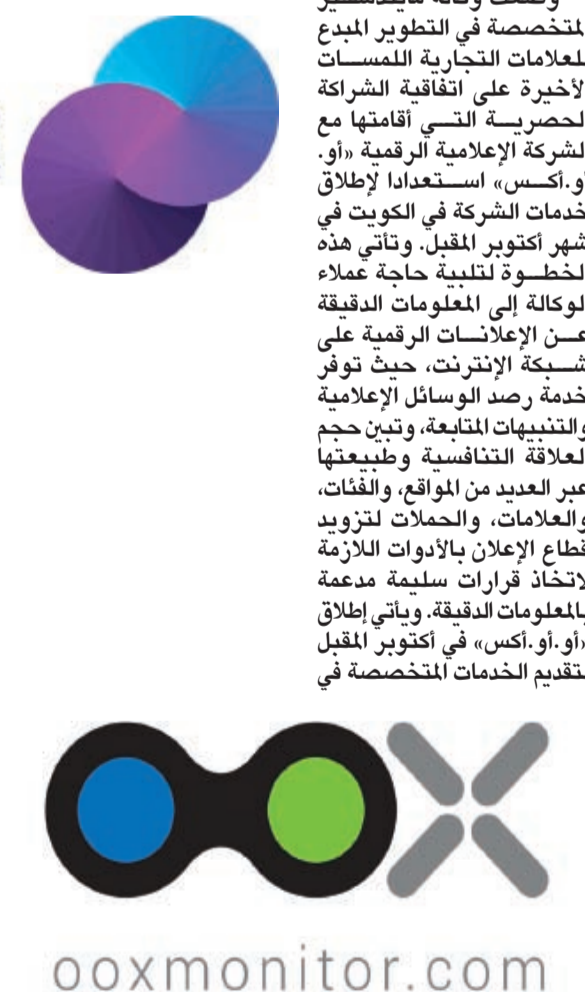 المتخصصة في التطوير المبدع
للعلامات التجارية اللمسات
الأخيرة على اتفاقية الشراكة
الحصرية التي أقامتها مع
الشركة الإعلامية الرقمية «أو.
أو.أكس» استعدادا لإطلاق
خدمات الشركة في الكويت في
شهر أكتوبر المقبل. وتأتي هذه
الخطوة لتلبية حاجة عملاء
الوكالة إلى المعلومات الدقيقة
عن الإعلانات الرقمية على
شبكة الإنترنت، حيث توفر
خدمة رصد الوسائل الإعلامية
والتنبيهات المتابعة، وتبين حجم
العلاقة التنافسية وطبيعتها
عبر العديد من المواقع، والفئات،
والعلامات، والحملات لتزويد
قطاع الإعلان بالأدوات اللازمة
لاتخاذ قرارات سليمة مدعمة
بالمعلومات الدقيقة. ويأتي إطلاق
«أو.أو.أكس» في أكتوبر المقبل
لتقديم الخدمات المتخصصة في
oox
ooxmonitor.com